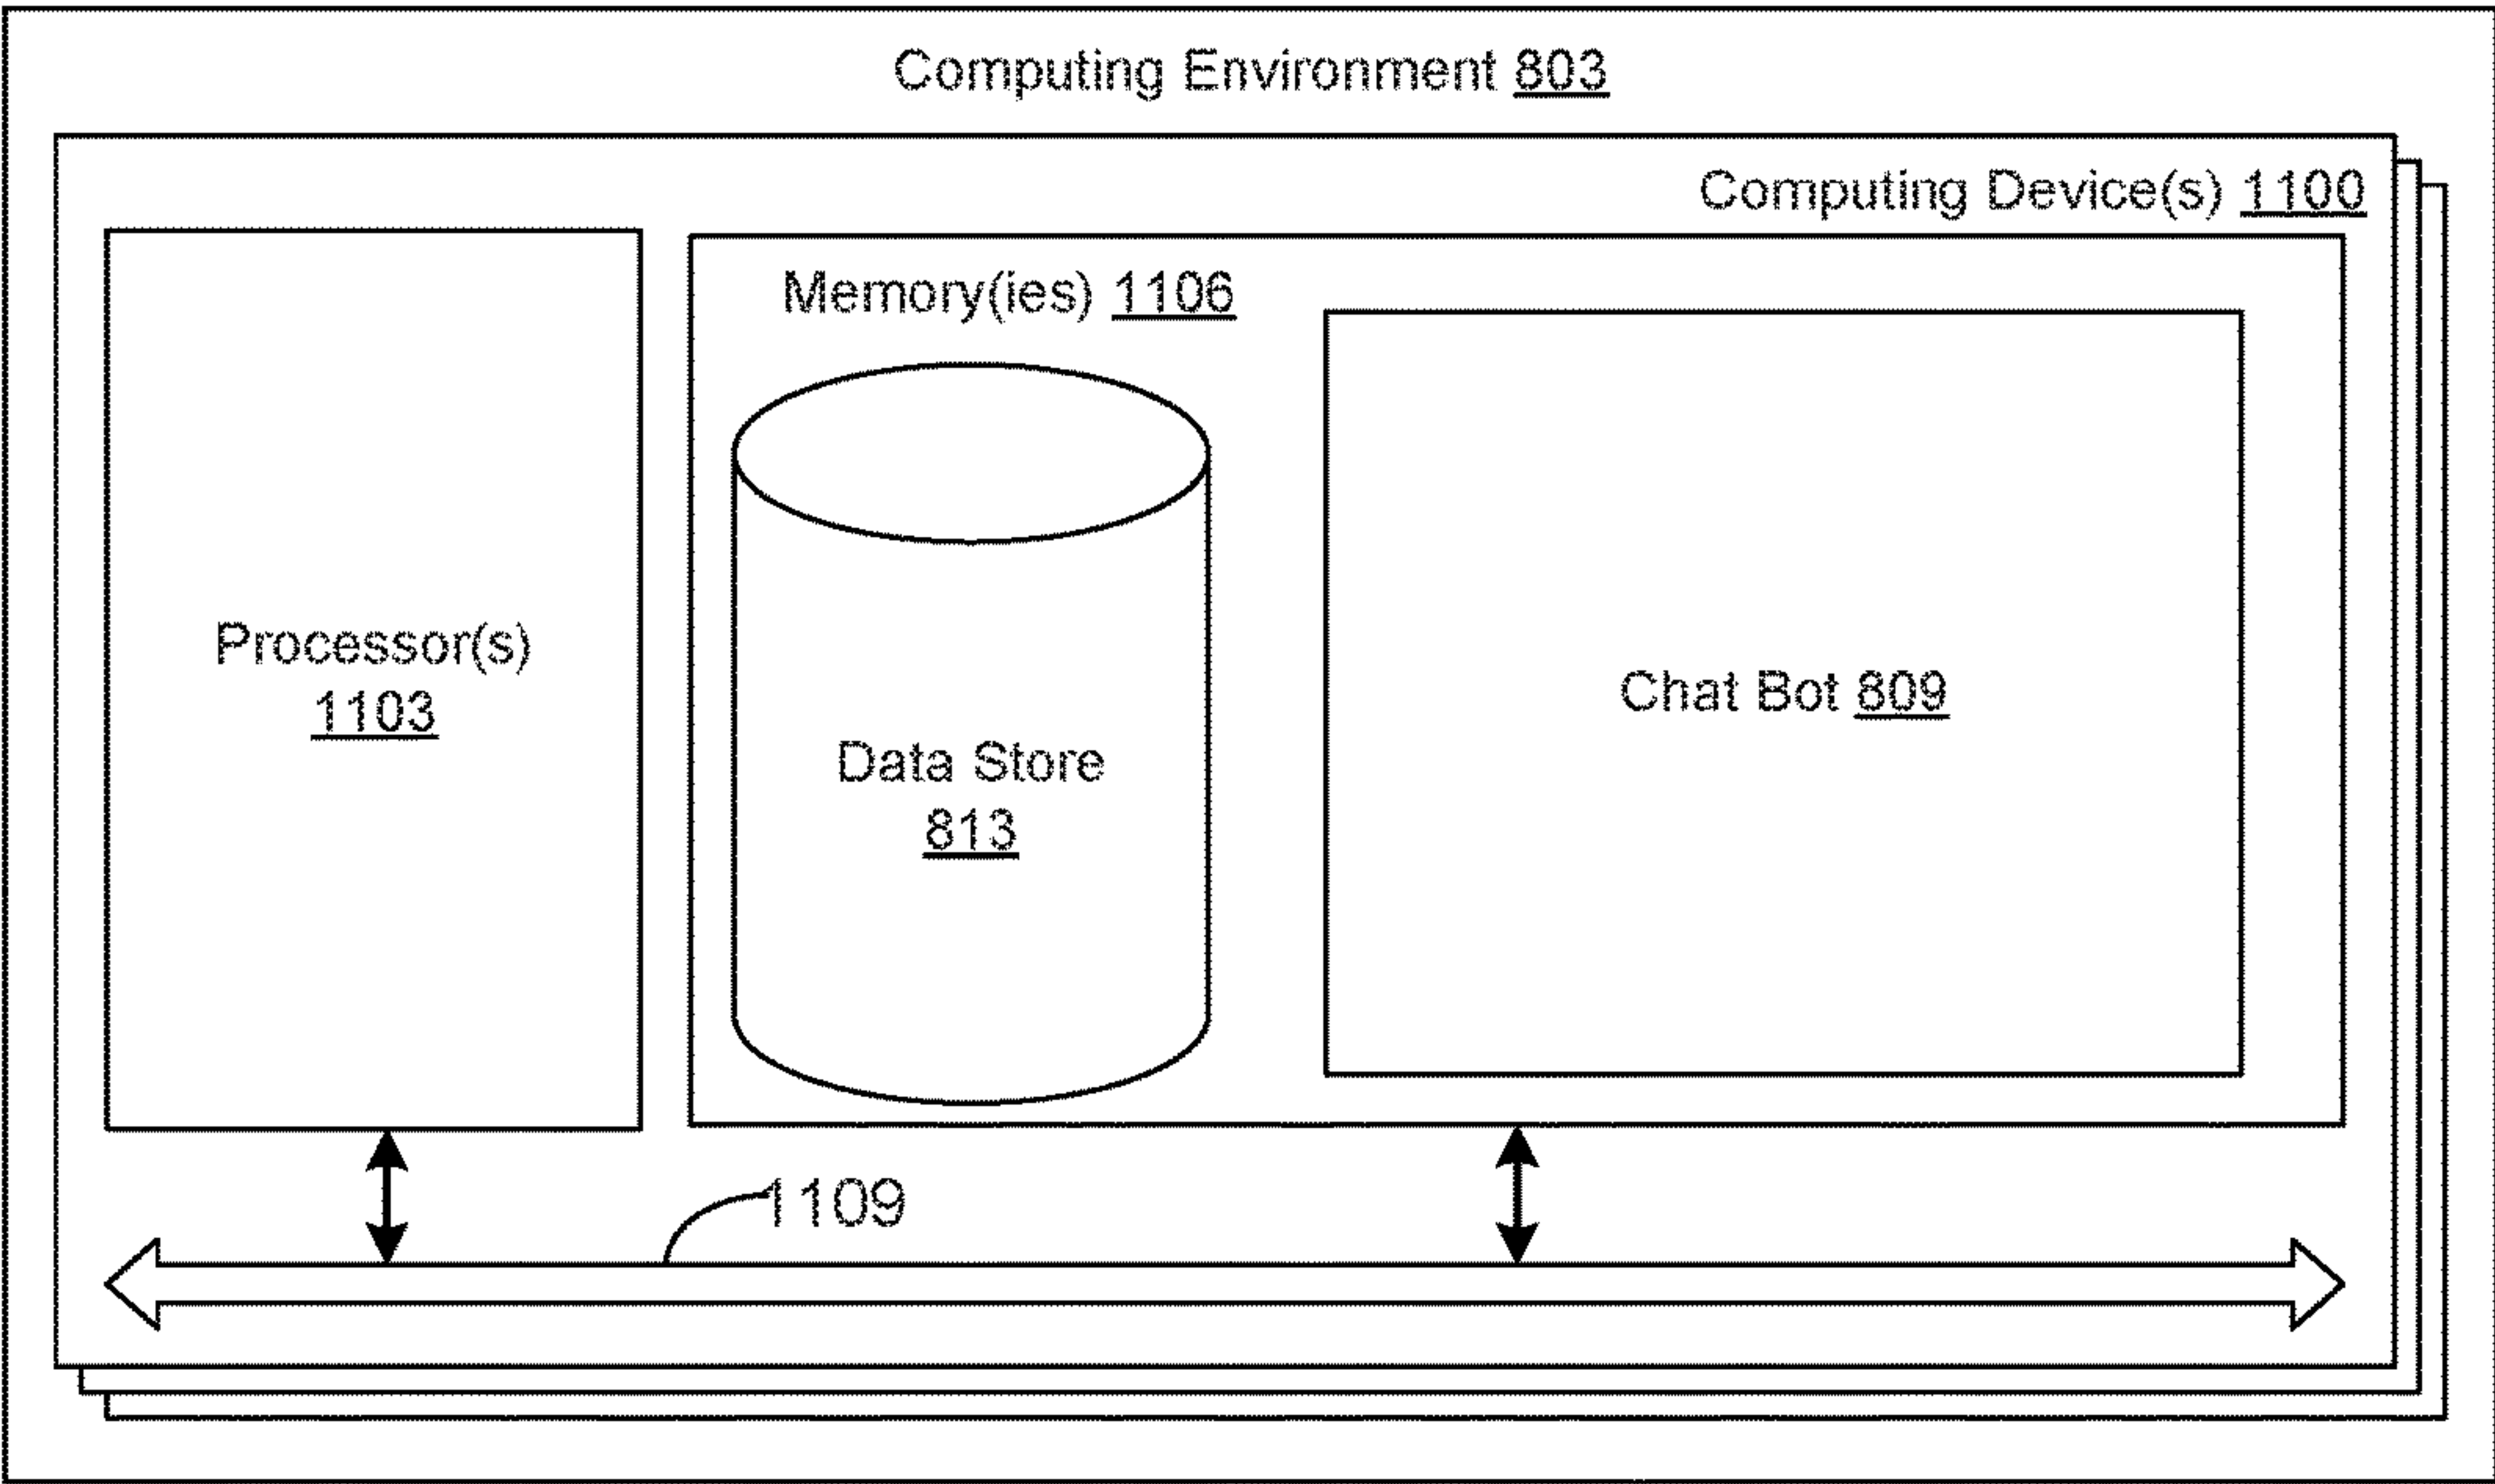 Computing Environment 803
Computing Device(s) 1100
Memory(ies) 1106
Processor(s)
1103
Chat Bot 809
Data Store
813
1109